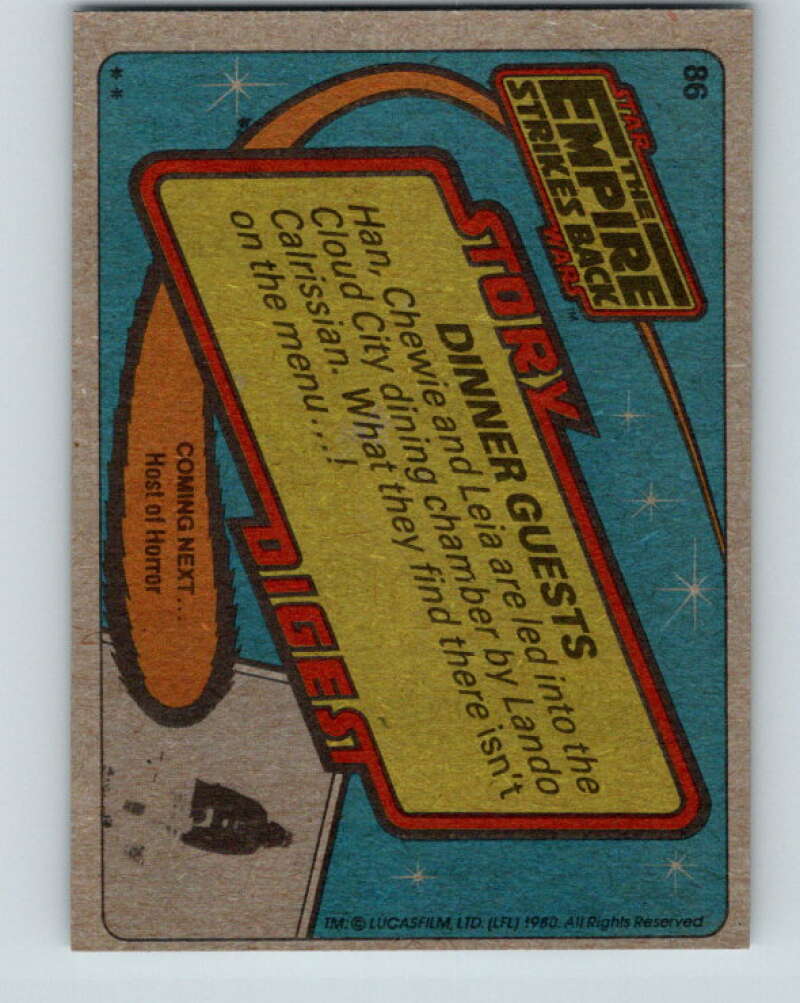 86
STAR
THE
EMPIRE
STRIKES BACK
WARS™
STORY
DINNER GUESTS
Han, Chewie and Leia are led into the
Cloud City dining chamber by Lando
Calrissian. What they find there isn't
on the menu...!
DIGEST
COMING NEXT...
Host of Horror
TM: © LUCASFILM, LTD. (LFL) 1980. All Rights Reserved
**